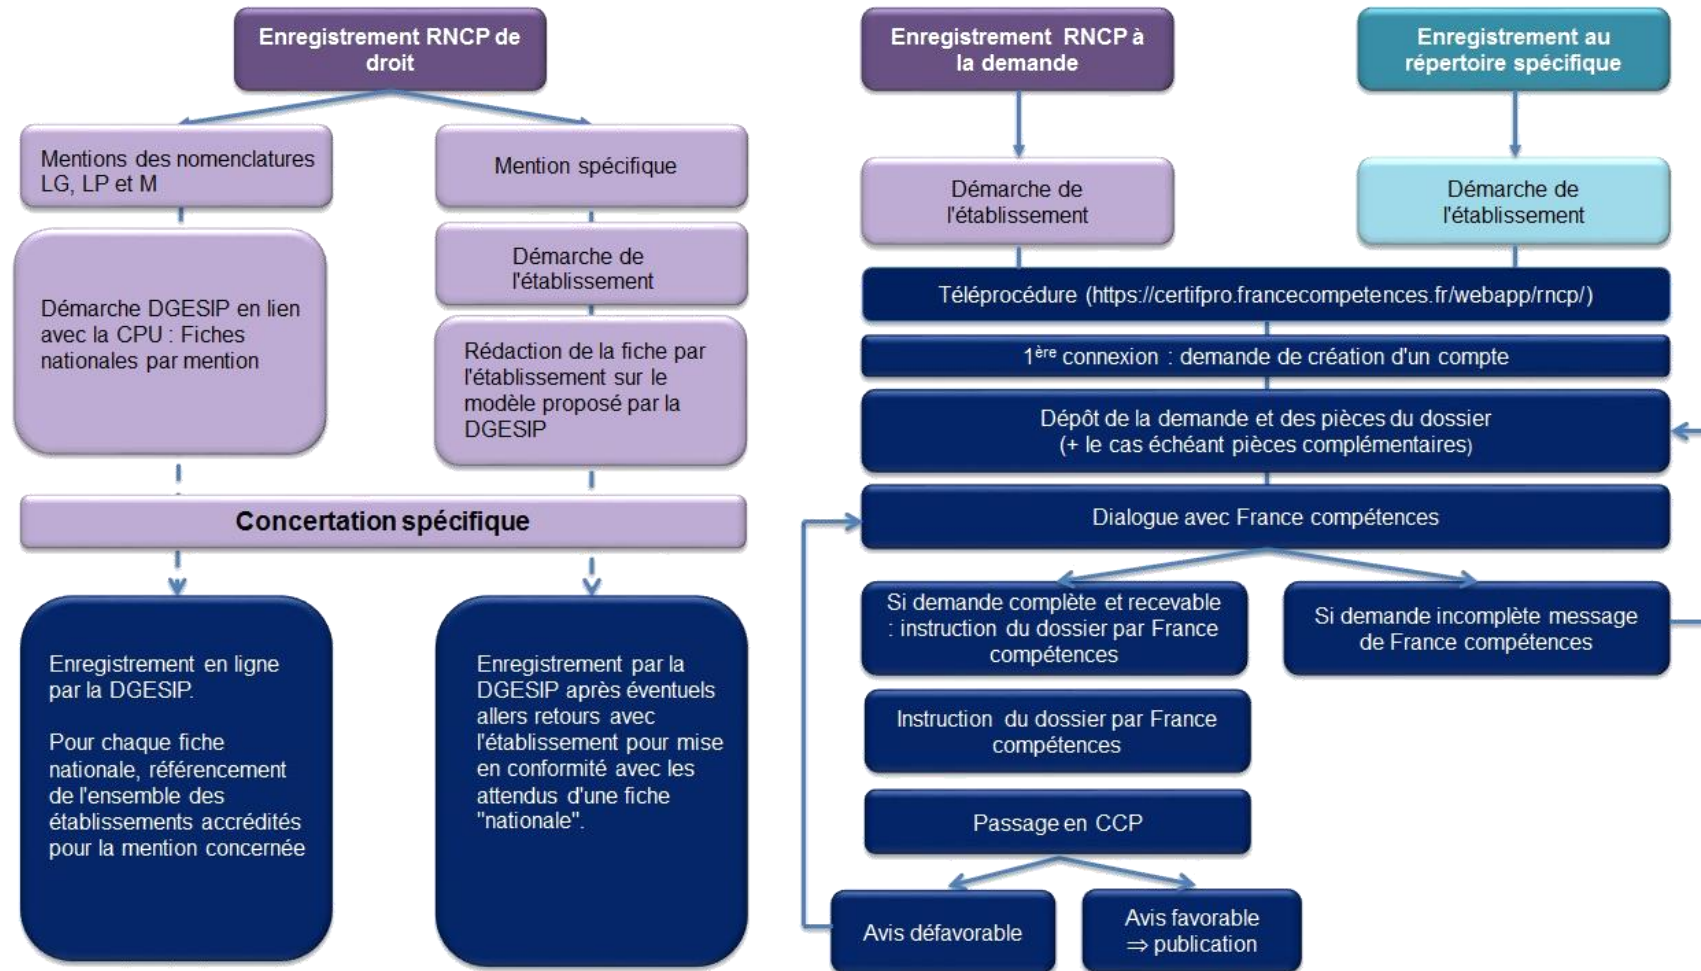 Enregistrement RNCP de
droit
Mentions des nomenclatures
LG, LP et M
Mention spécifique
Démarche DGESIP en lien
avec la CPU : Fiches
nationales par mention
Démarche de
l'établissement
Rédaction de la fiche par
l'établissement sur le
modèle proposé par la
DGESIP
Concertation spécifique
Enregistrement en ligne
par la DGESIP.
Pour chaque fiche
nationale, référencement
de l'ensemble des
établissements accrédités
pour la mention concernée
Enregistrement par la
DGESIP après éventuels
allers retours avec
l'établissement pour mise
en conformité avec les
attendus d'une fiche
"nationale".
Enregistrement RNCP à
la demande
Enregistrement au
répertoire spécifique
Démarche de
l'établissement
Démarche de
l'établissement
Téléprocédure (https://certifpro.francecompetences.fr/webapp/rncp/)
1ère connexion : demande de création d'un compte
Dépôt de la demande et des pièces du dossier
(+ le cas échéant pièces complémentaires)
Dialogue avec France compétences
Si demande complète et recevable
: instruction du dossier par France
compétences
Si demande incomplète message
de France compétences
Instruction du dossier par France
compétences
Passage en CCP
Avis défavorable
Avis favorable
⇒ publication